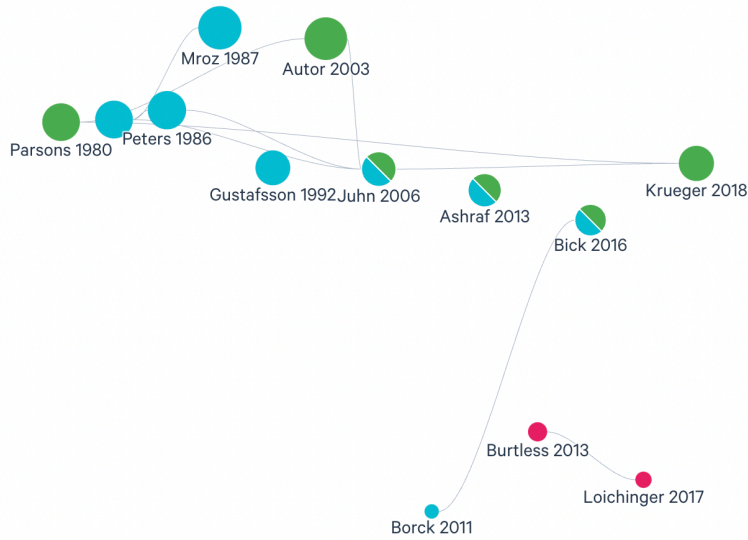 Mroz 1987
Autor 2003
Parsons 1980
Peters 1986
Gustafsson 1992
Juhn 2006
Krueger 2018
Ashraf 2013
Bick 2016
Burtless 2013
Loichinger 2017
Borck 2011